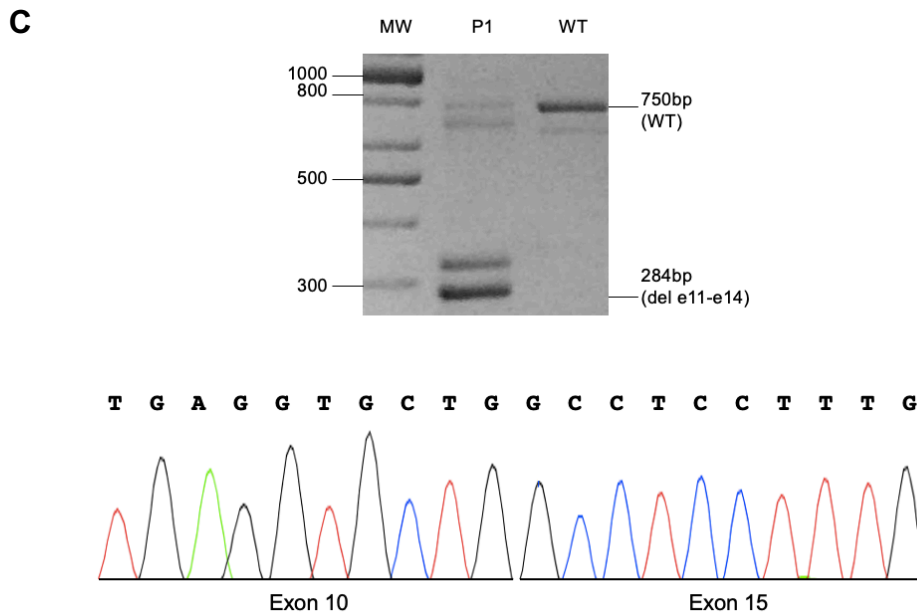 C
MW P1 WT
1000
800
500
300
750bp
(WT)
284bp
(del e11-e14)
T G A G G T G C T G G C C T C C T T T G
Exon 10 Exon 15